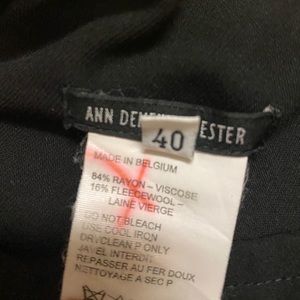 ANN DEME
ESTER
40
MADE IN BELGIUM
84% RAYON – VISCOSE
16% FLEECEWOOL –
LAINE VIERGE
DO NOT BLEACH
USE COOL IRON
DRYCLEAN P ONLY
JAVEL INTERDIT
REPASSER AU FER DOUX
NETTOYAGE A SEC P